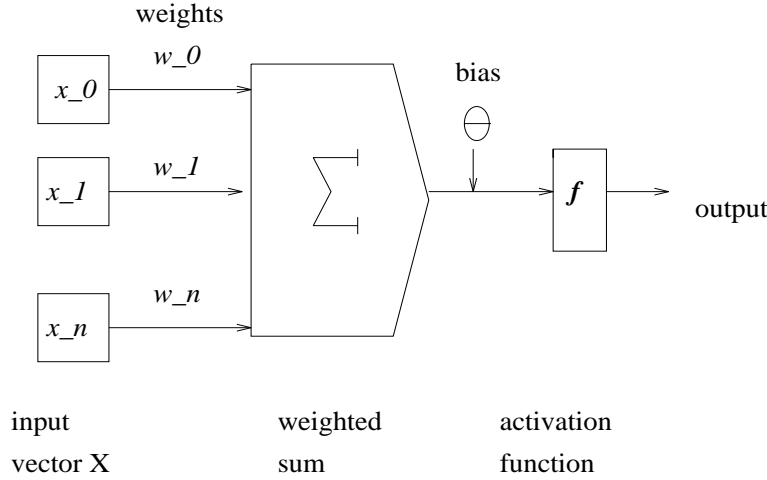 weights
x_0
w_0
bias
θ
x_1
w_1
∑
f
output
x_n
w_n
input
vector X
weighted
sum
activation
function